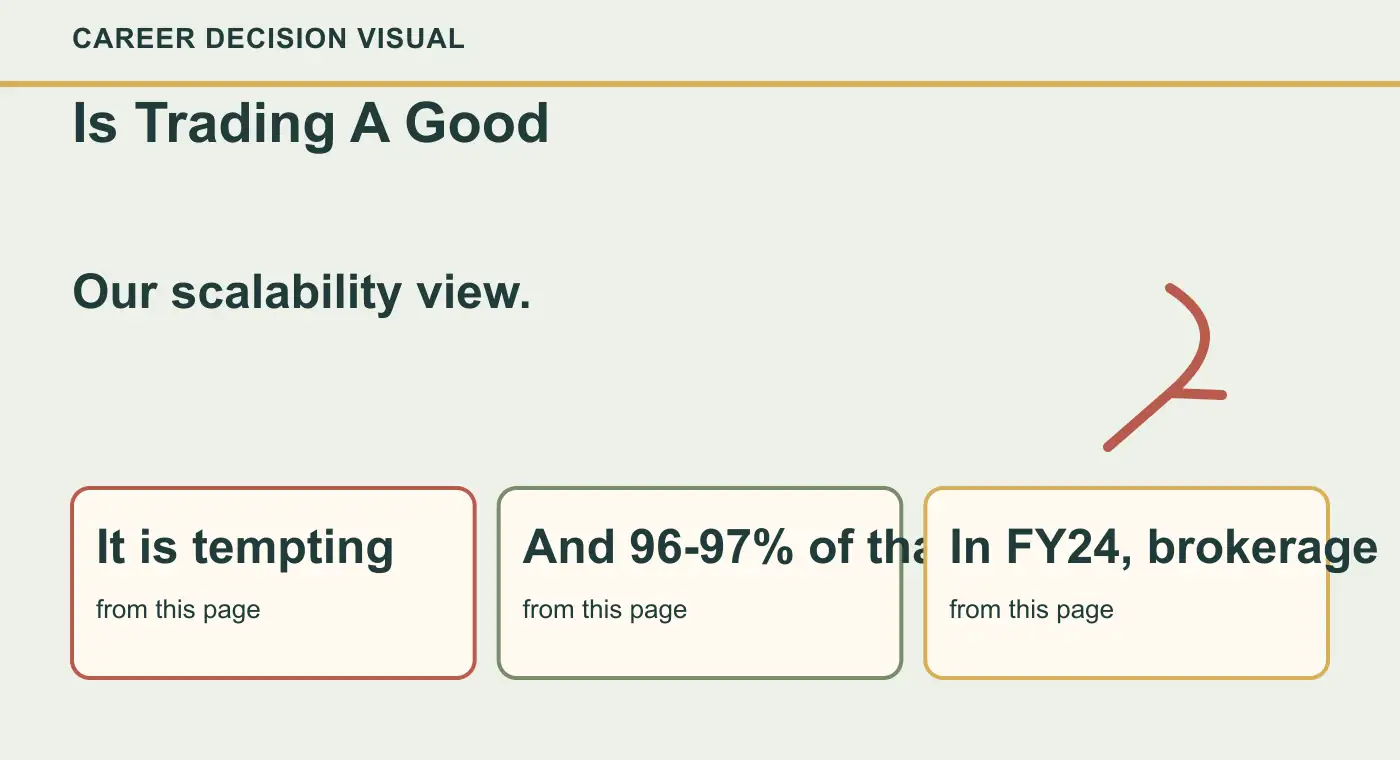 CAREER DECISION VISUAL
Is Trading A Good
Our scalability view.
It is tempting
from this page
And 96-97% of tha
from this page
In FY24, brokerage
from this page